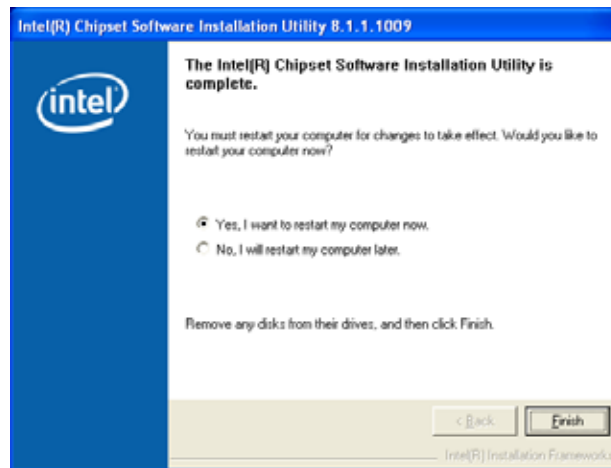 Intel(R) Chipset Software Installation Utility 8.1.1.1009
intel
The Intel(R) Chipset Software Installation Utility is
complete.
You must restart your computer for changes to take effect. Would you like to
restart your computer now?
Yes, I want to restart my computer now.
No, I will restart my computer later.
Remove any disks from their drives, and then click Finish.
< Back
Finish
Intel(R) Installation Framework